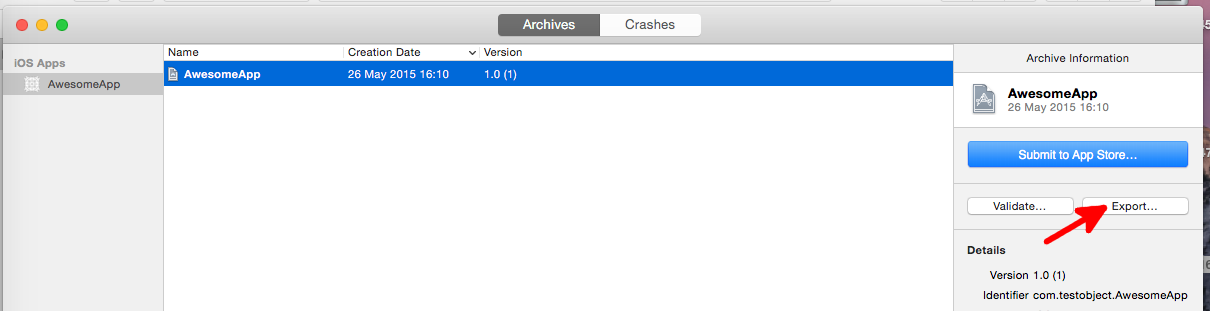 Archives Crashes
iOS Apps
AwesomeApp
Name Creation Date Version
AwesomeApp 26 May 2015 16:10 1.0 (1)
Archive Information
AwesomeApp
26 May 2015 16:10
Submit to App Store...
Validate... Export...
Details
Version 1.0 (1)
Identifier com.testobject.AwesomeApp